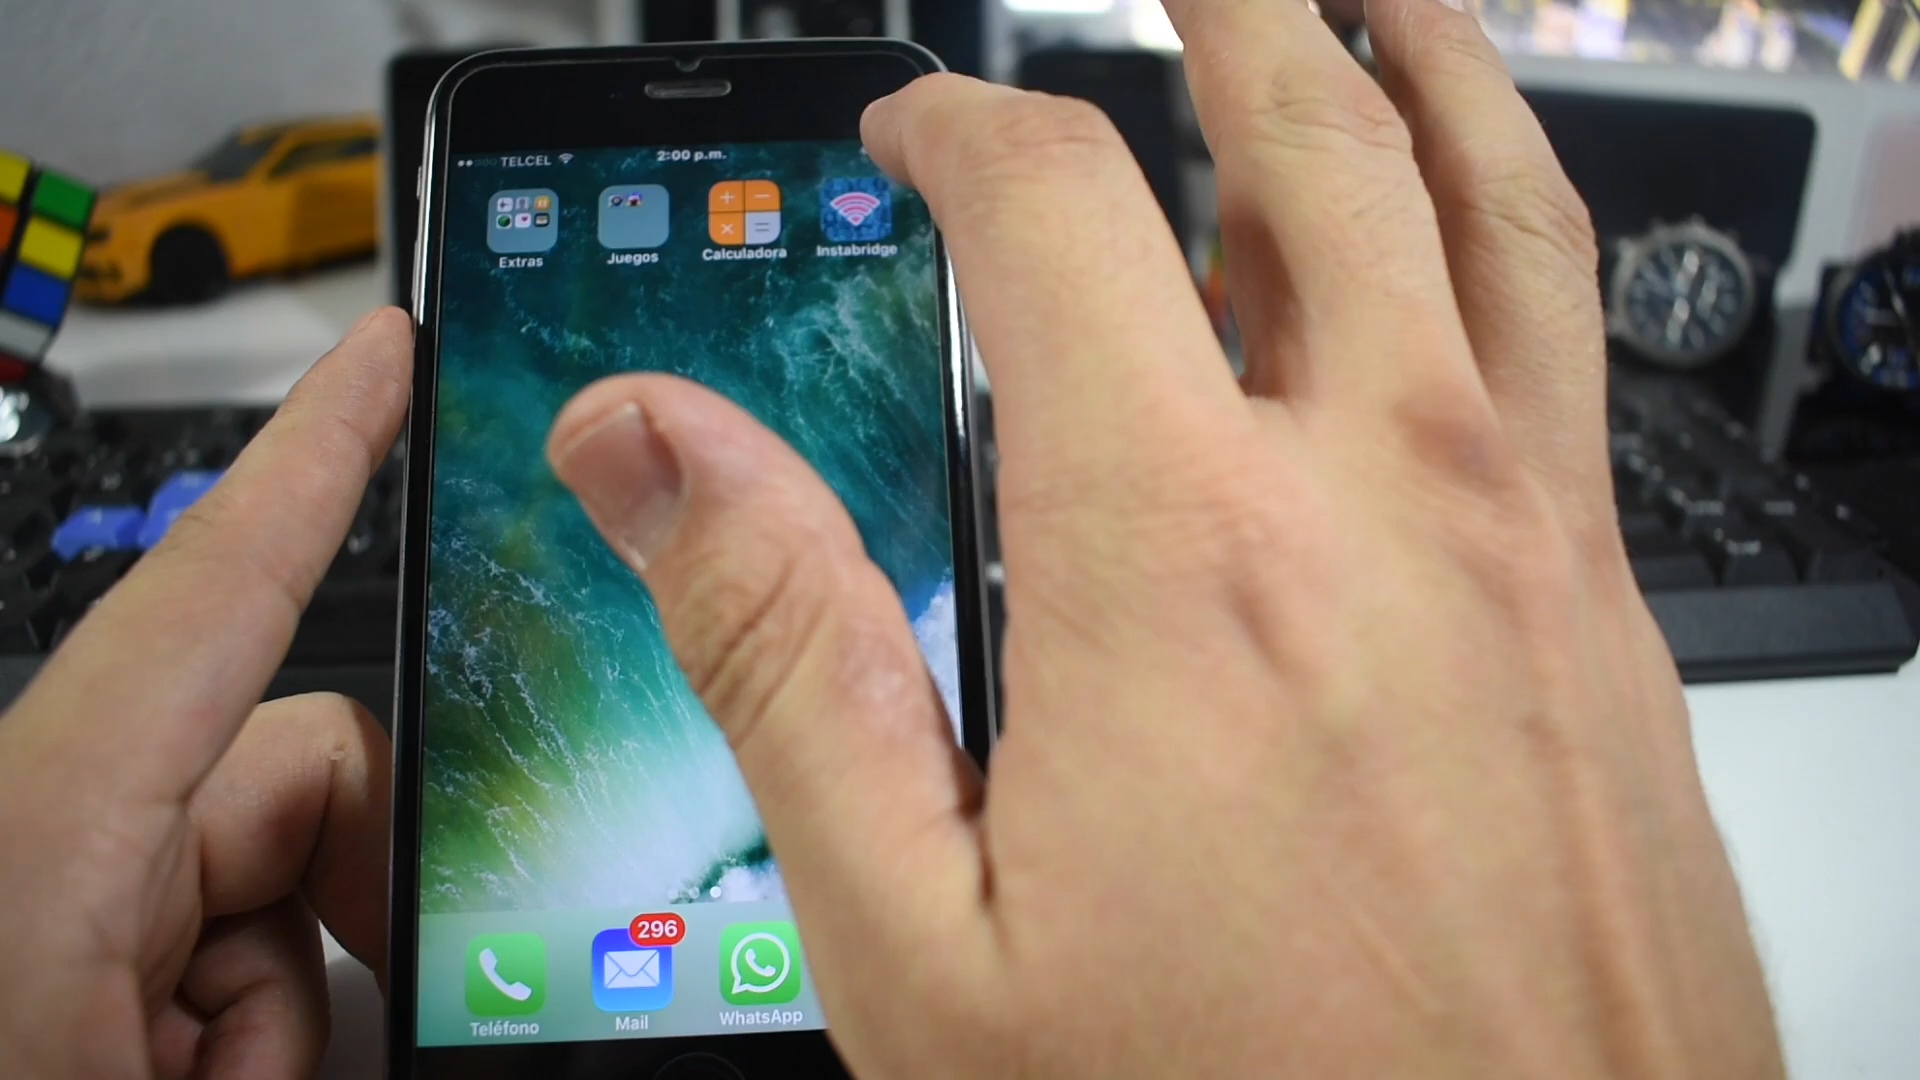 TELCEL 2:00 p.m.
Extras Juegos Calculadora Instabridge
296
Teléfono Mail WhatsApp